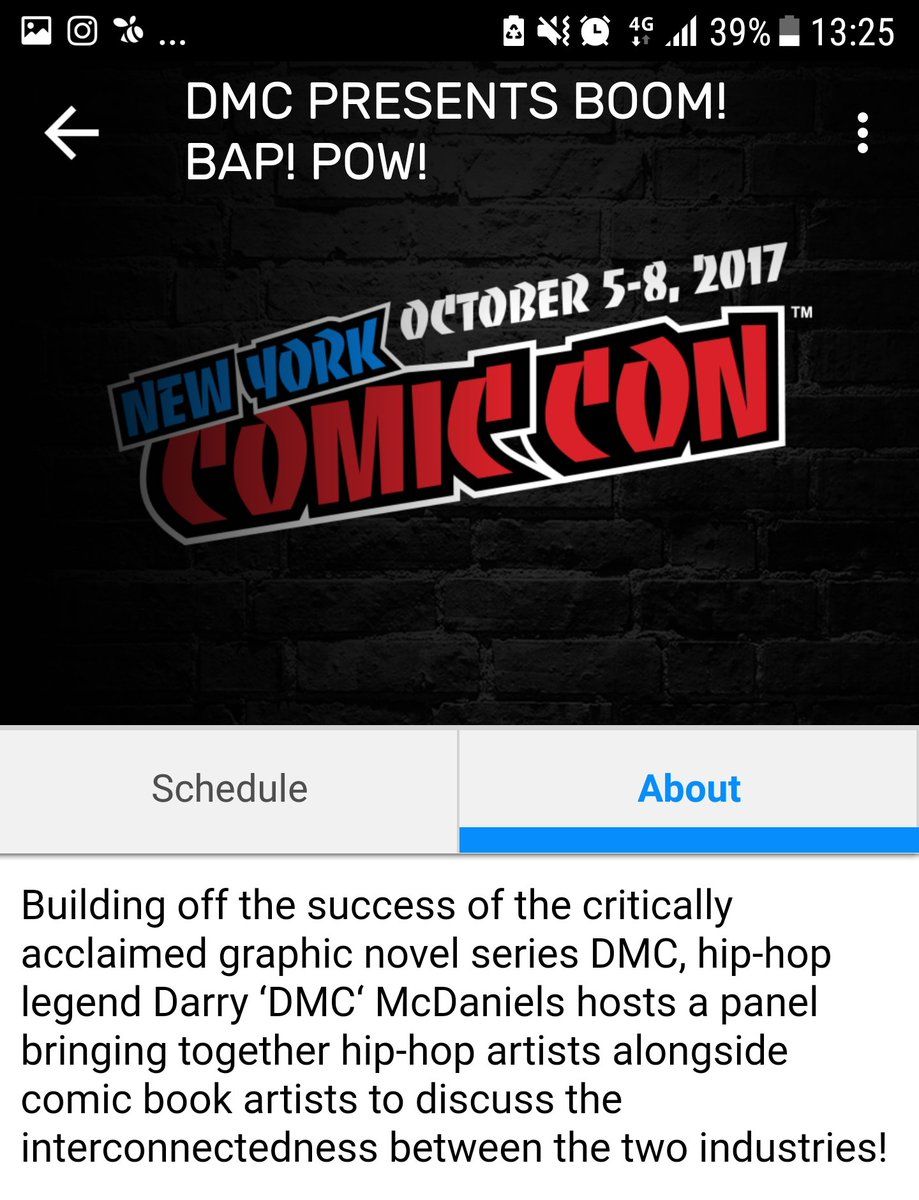 ... 4G 39% 13:25
DMC PRESENTS BOOM!
BAP! POW!
OCTOBER 5-8, 2017
NEW YORK
COMIC CON ™
Schedule
About
Building off the success of the critically
acclaimed graphic novel series DMC, hip-hop
legend Darry ‘DMC‘ McDaniels hosts a panel
bringing together hip-hop artists alongside
comic book artists to discuss the
interconnectedness between the two industries!